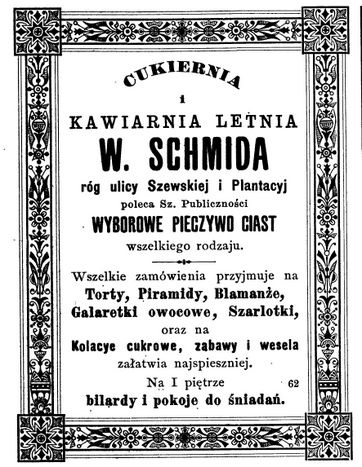 CUKIERNIA
i
KAWIARNIA LETNIA
W. SCHMIDA
róg ulicy Szewskiej i Plantacyj
poleca Sz. Publiczności
WYBOROWE PIECZYWO CIAST
wszelkiego rodzaju.
Wszelkie zamówienia przyjmuje na
Torty, Piramidy, Blamanże,
Galaretki owocowe, Szarlotki,
oraz na
Kolacye cukrowe, zabawy i wesela
załatwia najspieszniej.
Na I piętrze 62
bilardy i pokoje do śniadań.